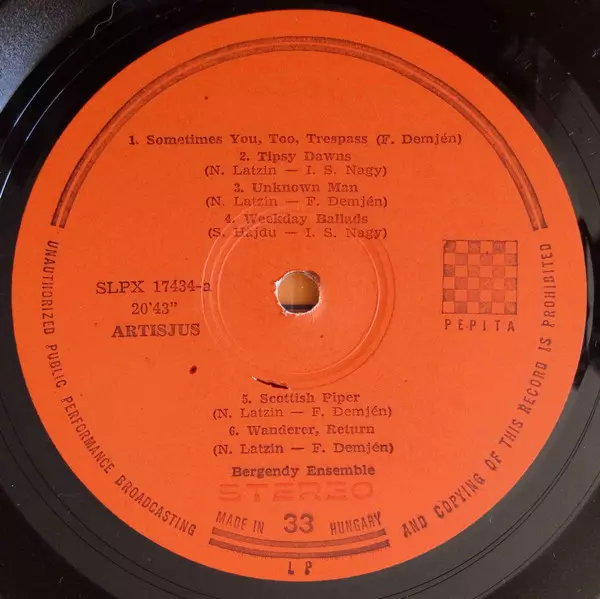 1. Sometimes You, Too, Trespass (F. Demjén)
2. Tipsy Dawns
(N. Latzin — I. S. Nagy)
3. Unknown Man
(N. Latzin — F. Demjén)
4. Weekday Ballads
(S. Hajdu — I. S. Nagy)
SLPX 17434-a
20'43"
ARTISJUS
PEPITA
5. Scottish Piper
(N. Latzin — F. Demjén)
6. Wanderer, Return
(N. Latzin — F. Demjén)
Bergendy Ensemble
STEREO
MADE IN 33 HUNGARY
LP
UNAUTHORIZED PUBLIC PERFORMANCE BROADCASTING AND COPYING OF THIS RECORD IS PROHIBITED